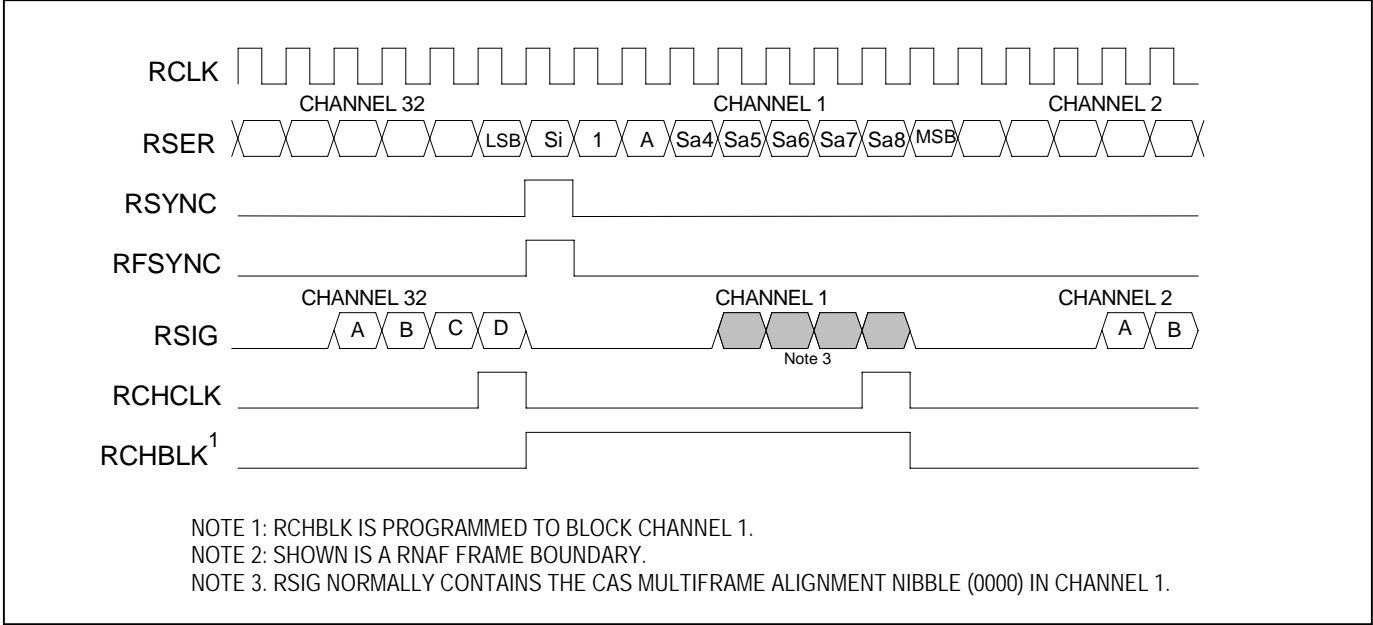 RCLK
CHANNEL 32 CHANNEL 1 CHANNEL 2
RSER LSB Si 1 A Sa4 Sa5 Sa6 Sa7 Sa8 MSB
RSYNC
RFSYNC
CHANNEL 32 CHANNEL 1 CHANNEL 2
RSIG A B C D A B
Note 3
RCHCLK
RCHBLK1
NOTE 1: RCHBLK IS PROGRAMMED TO BLOCK CHANNEL 1.
NOTE 2: SHOWN IS A RNAF FRAME BOUNDARY.
NOTE 3. RSIG NORMALLY CONTAINS THE CAS MULTIFRAME ALIGNMENT NIBBLE (0000) IN CHANNEL 1.